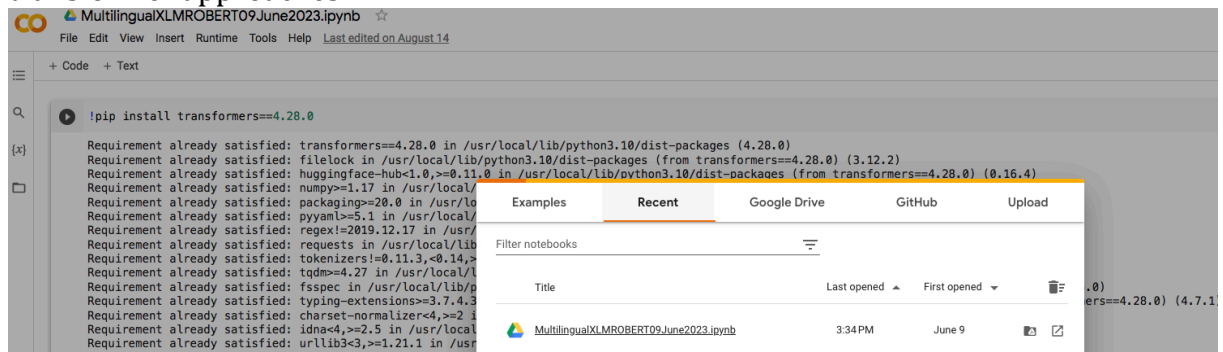 MultilingualXLMROBERT09June2023.ipynb
File Edit View Insert Runtime Tools Help Last edited on August 14
+ Code + Text
!pip install transformers==4.28.0
{x}
Requirement already satisfied: transformers==4.28.0 in /usr/local/lib/python3.10/dist-packages (4.28.0)
Requirement already satisfied: filelock in /usr/local/lib/python3.10/dist-packages (from transformers==4.28.0) (3.12.2)
Requirement already satisfied: huggingface-hub<1.0,>=0.11.0 in /usr/local/lib/python3.10/dist-packages (from transformers==4.28.0) (0.16.4)
Requirement already satisfied: numpy>=1.17 in /usr/local/
Requirement already satisfied: packaging>=20.0 in /usr/lo
Requirement already satisfied: pyyaml>=5.1 in /usr/local/
Requirement already satisfied: regex!=2019.12.17 in /usr/
Requirement already satisfied: requests in /usr/local/lib
Requirement already satisfied: tokenizers!=0.11.3,<0.14,>
Requirement already satisfied: tqdm>=4.27 in /usr/local/l
Requirement already satisfied: fsspec in /usr/local/lib/p .0)
Requirement already satisfied: typing-extensions>=3.7.4.3 ers==4.28.0) (4.7.1)
Requirement already satisfied: charset-normalizer<4,>=2 i
Requirement already satisfied: idna<4,>=2.5 in /usr/local
Requirement already satisfied: urllib3<3,>=1.21.1 in /usr
Examples Recent Google Drive GitHub Upload
Filter notebooks
Title Last opened First opened
MultilingualXLMROBERT09June2023.ipynb 3:34 PM June 9